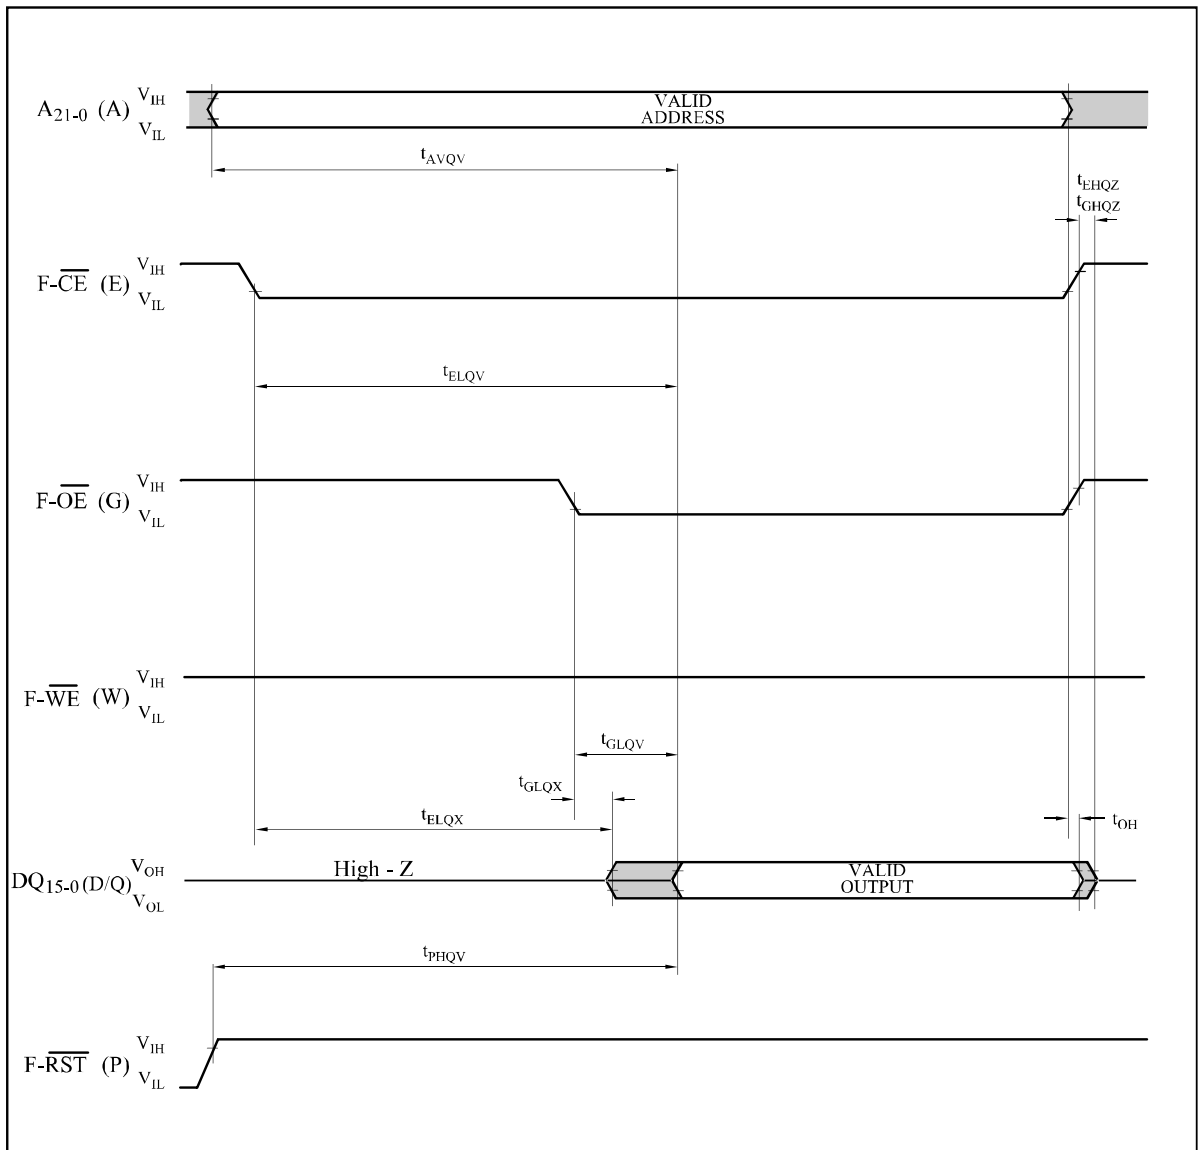 A21-0 (A) VIH
VIL
VALID
ADDRESS
tAVQV
tEHQZ
tGHQZ
F-CE (E) VIH
VIL
tELQV
F-OE (G) VIH
VIL
F-WE (W) VIH
VIL
tGLQV
tGLQX
tELQX
tOH
DQ15-0 (D/Q) VOH
VOL
High - Z
VALID
OUTPUT
tPHQV
F-RST (P) VIH
VIL